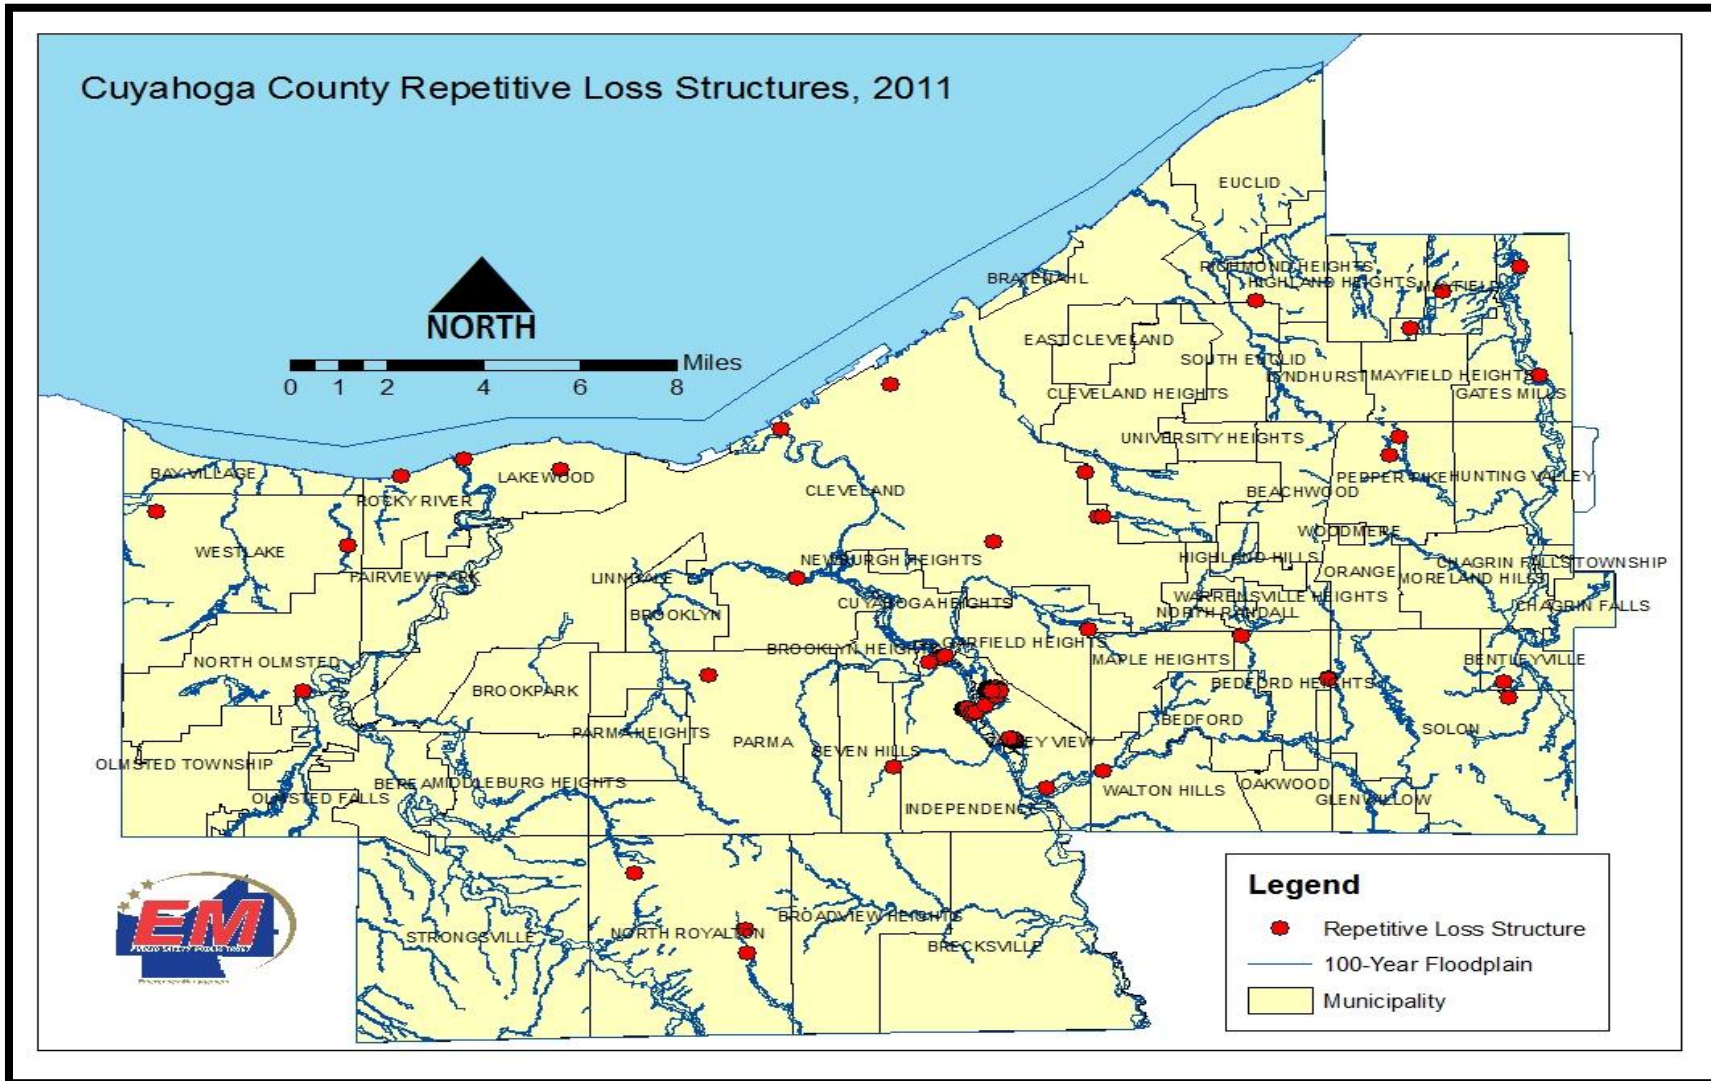 Cuyahoga County Repetitive Loss Structures, 2011
EUCLID
RICHMOND HEIGHTS
BRATENAHL
HIGHLAND HEIGHTS
MAYFIELD
NORTH
EAST CLEVELAND
SOUTH EUCLID
Miles
LYNDHURST
MAYFIELD HEIGHTS
0 1 2 4 6 8
CLEVELAND HEIGHTS
GATES MILLS
UNIVERSITY HEIGHTS
BAY VILLAGE
LAKEWOOD
PEPPER PIKE
HUNTING VALLEY
ROCKY RIVER
CLEVELAND
BEACHWOOD
WOODMERE
WESTLAKE
NEWBURGH HEIGHTS
HIGHLAND HILLS
CHAGRIN FALLS TOWNSHIP
FAIRVIEW PARK
LINNDALE
ORANGE
MORELAND HILLS
WARRENSVILLE HEIGHTS
CUYAHOGA HEIGHTS
CHAGRIN FALLS
BROOKLYN
NORTH RANDALL
GARFIELD HEIGHTS
BROOKLYN HEIGHTS
NORTH OLMSTED
MAPLE HEIGHTS
BENTLEYVILLE
BROOKPARK
BEDFORD HEIGHTS
BEDFORD
SOLON
PARMA HEIGHTS
PARMA
SEVEN HILLS
VALLEY VIEW
OLMSTED TOWNSHIP
BEREA
MIDDLEBURG HEIGHTS
OAKWOOD
WALTON HILLS
OLMSTED FALLS
GLENWILLOW
INDEPENDENCE
Legend
Repetitive Loss Structure
100-Year Floodplain
Municipality
BROADVIEW HEIGHTS
NORTH ROYALTON
STRONGSVILLE
BRECKSVILLE
EM
PUBLIC SAFETY PUBLIC TRUST